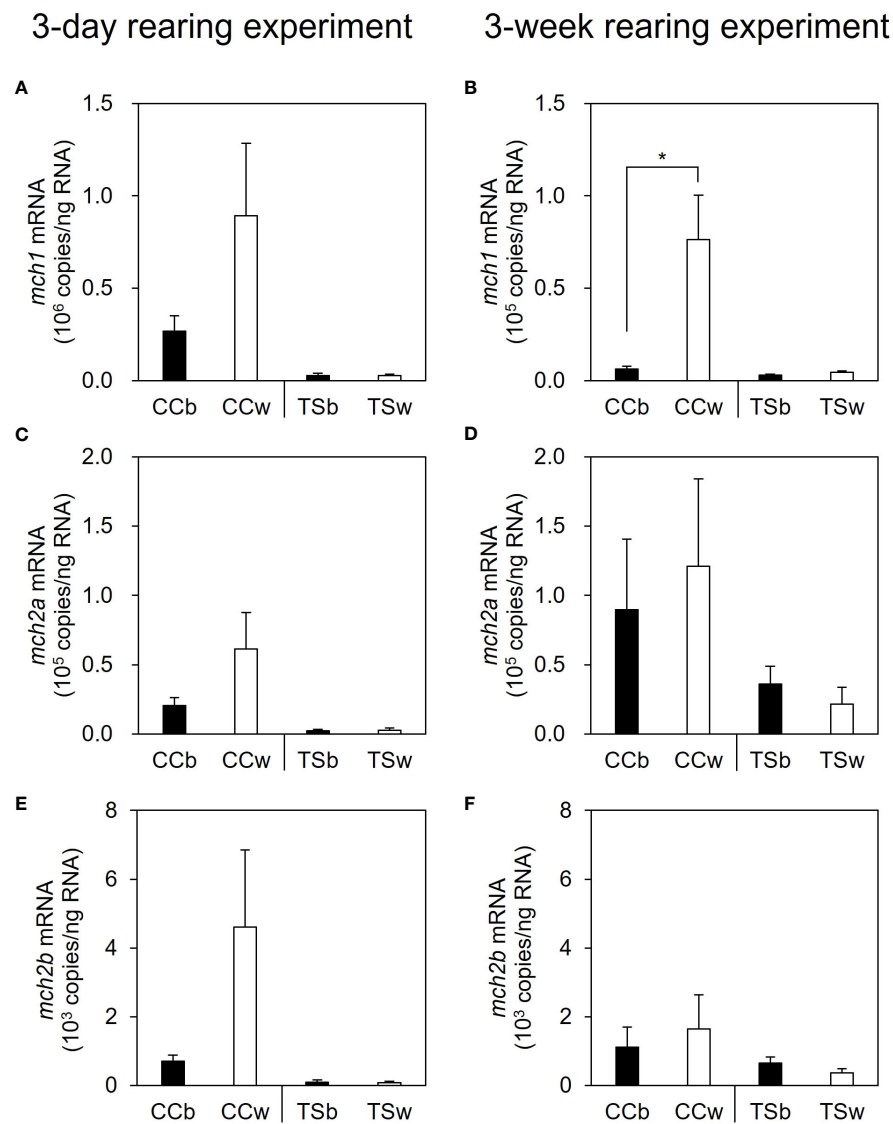 3-day rearing experiment
3-week rearing experiment
A
mch1 mRNA
(10⁶ copies/ng RNA)
1.5
1.0
0.5
0.0
CCb CCw TSb TSw
B
mch1 mRNA
(10⁵ copies/ng RNA)
1.5
1.0
0.5
0.0
*
CCb CCw TSb TSw
C
mch2a mRNA
(10⁵ copies/ng RNA)
2.0
1.5
1.0
0.5
0.0
CCb CCw TSb TSw
D
mch2a mRNA
(10⁵ copies/ng RNA)
2.0
1.5
1.0
0.5
0.0
CCb CCw TSb TSw
E
mch2b mRNA
(10³ copies/ng RNA)
8
6
4
2
0
CCb CCw TSb TSw
F
mch2b mRNA
(10³ copies/ng RNA)
8
6
4
2
0
CCb CCw TSb TSw